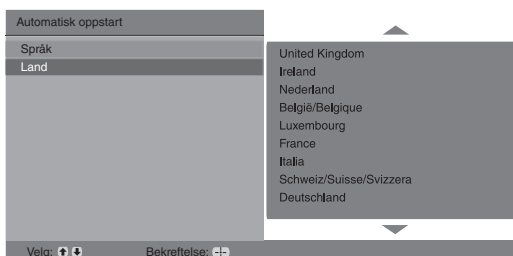 Automatisk oppstart
Språk
Land
United Kingdom
Ireland
Nederland
België/Belgique
Luxembourg
France
Italia
Schweiz/Suisse/Svizzera
Deutschland
Velg: Bekreftelse: